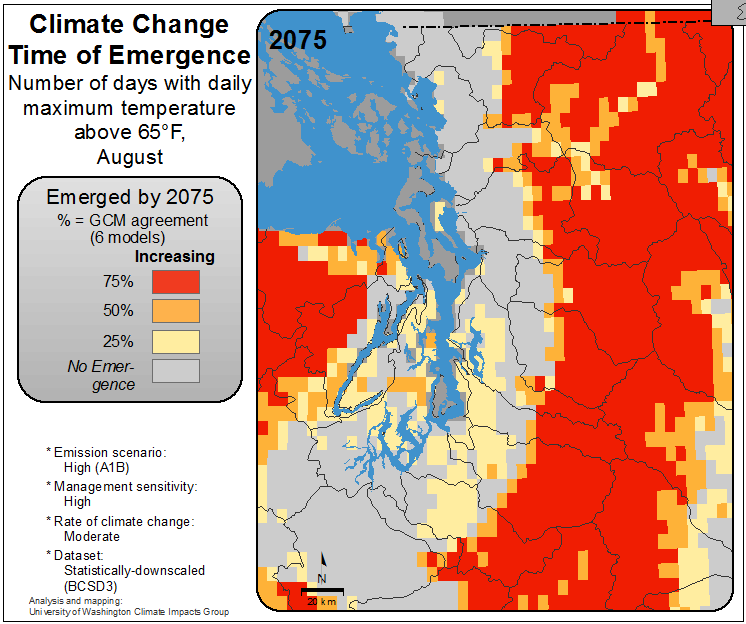 Climate Change
Time of Emergence
Number of days with daily
maximum temperature
above 65°F,
August
Emerged by 2075
% = GCM agreement
(6 models)
Increasing
75%
50%
25%
No Emer-
gence
* Emission scenario:
High (A1B)
* Management sensitivity:
High
* Rate of climate change:
Moderate
* Dataset:
Statistically-downscaled
(BCSD3)
Analysis and mapping:
University of Washington Climate Impacts Group
2075
N
20 km